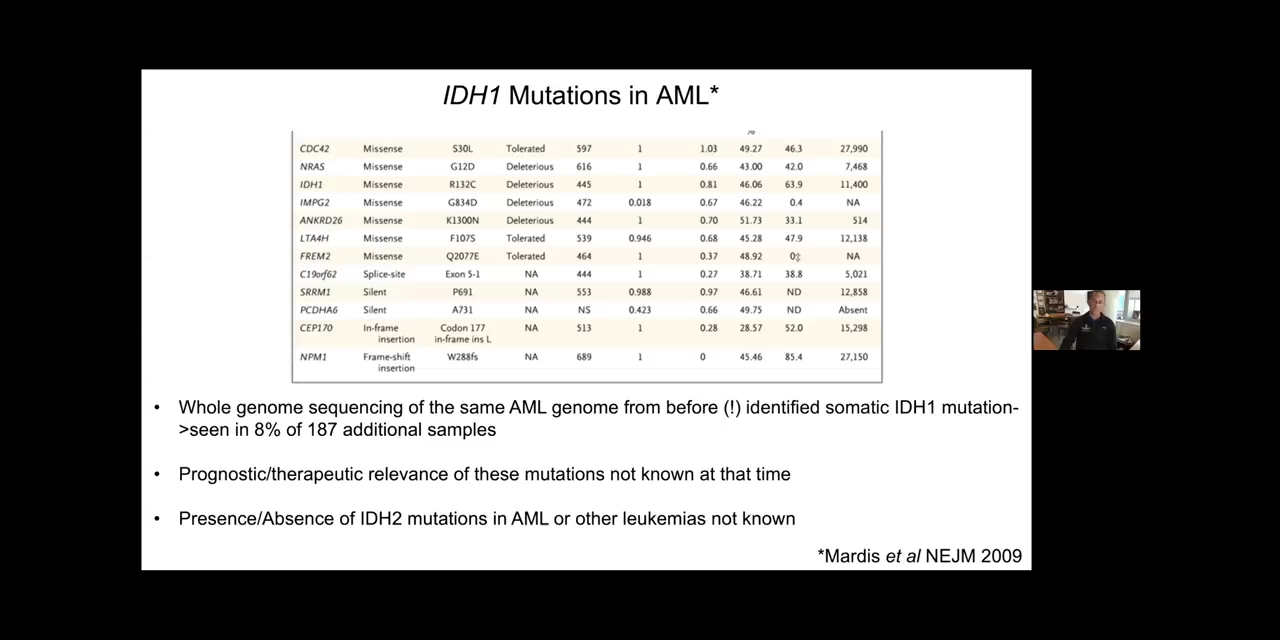 IDH1 Mutations in AML*
%
CDC42 Missense S30L Tolerated 597 1 1.03 49.27 46.3 27,990
NRAS Missense G12D Deleterious 616 1 0.66 43.00 42.0 7,468
IDH1 Missense R132C Deleterious 445 1 0.81 46.06 63.9 11,400
IMPG2 Missense G834D Deleterious 472 0.018 0.67 46.22 0.4 NA
ANKRD26 Missense K1300N Deleterious 444 1 0.70 51.73 33.1 514
LTA4H Missense F107S Tolerated 539 0.946 0.68 45.28 47.9 12,138
FREM2 Missense Q2077E Tolerated 464 1 0.37 48.92 0‡ NA
C19orf62 Splice-site Exon 5-1 NA 444 1 0.27 38.71 38.8 5,021
SRRM1 Silent P691 NA 553 0.988 0.97 46.61 ND 12,858
PCDHA6 Silent A731 NA NS 0.423 0.66 49.75 ND Absent
CEP170 In-frame Codon 177 NA 513 1 0.28 28.57 52.0 15,298
insertion in-frame ins L
NPM1 Frame-shift W288fs NA 689 1 0 45.46 85.4 27,150
insertion
• Whole genome sequencing of the same AML genome from before (!) identified somatic IDH1 mutation-
>seen in 8% of 187 additional samples
• Prognostic/therapeutic relevance of these mutations not known at that time
• Presence/Absence of IDH2 mutations in AML or other leukemias not known
*Mardis et al NEJM 2009